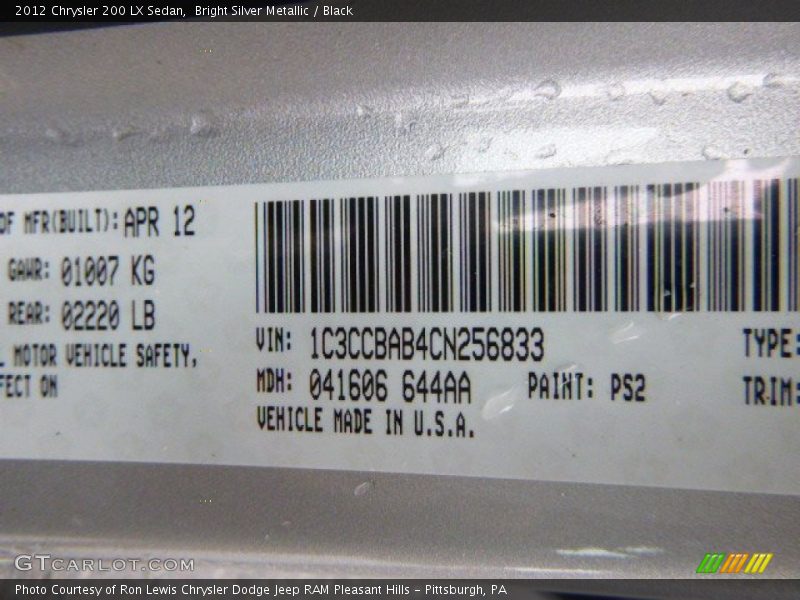 2012 Chrysler 200 LX Sedan,  Bright Silver Metallic / Black
OF MFR(BUILT): APR 12
GAWR: 01007 KG
REAR: 02220 LB
L MOTOR VEHICLE SAFETY,
FFECT ON
VIN: 1C3CCBAB4CN256833 TYPE:
MDH: 041606 644AA PAINT: PS2 TRIM:
VEHICLE MADE IN U.S.A.
GTCARLOT.COM
Photo Courtesy of Ron Lewis Chrysler Dodge Jeep RAM Pleasant Hills – Pittsburgh, PA